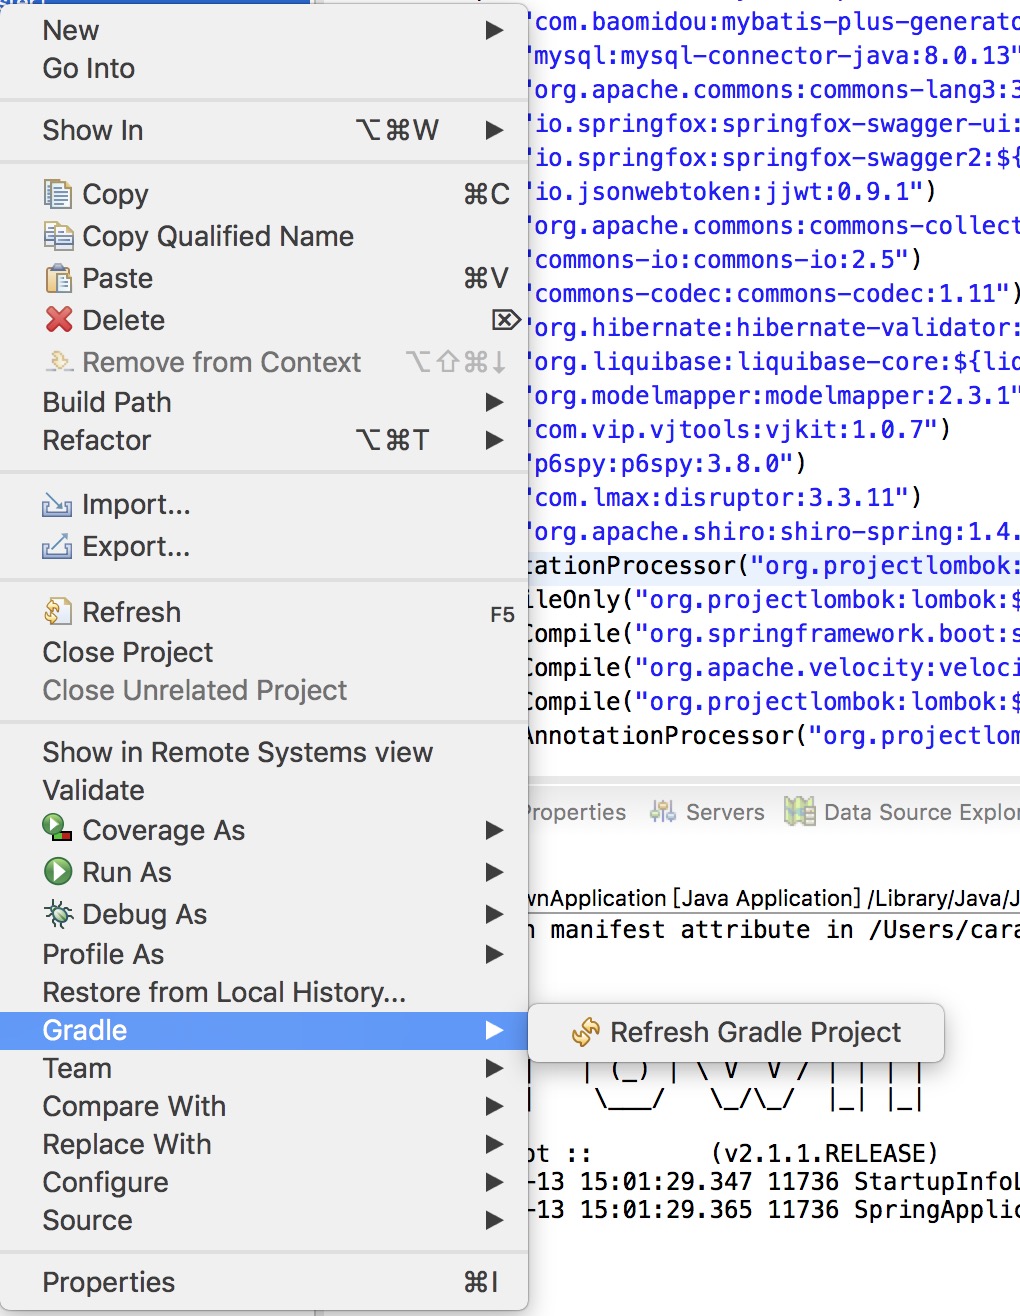 New
Go Into
Show In ⌥⌘W
Copy ⌘C
Copy Qualified Name
Paste ⌘V
Delete ⌦
Remove from Context ⌥⇧⌘↓
Build Path
Refactor ⌥⌘T
Import...
Export...
Refresh F5
Close Project
Close Unrelated Project
Show in Remote Systems view
Validate
Coverage As
Run As
Debug As
Profile As
Restore from Local History...
Gradle
Team
Compare With
Replace With
Configure
Source
Properties ⌘I
Refresh Gradle Project
"com.baomidou:mybatis-plus-generato
"mysql:mysql-connector-java:8.0.13"
"org.apache.commons:commons-lang3:3
"io.springfox:springfox-swagger-ui:
"io.springfox:springfox-swagger2:${
"io.jsonwebtoken:jjwt:0.9.1")
"org.apache.commons:commons-collect
"commons-io:commons-io:2.5")
"commons-codec:commons-codec:1.11")
"org.hibernate:hibernate-validator:
"org.liquibase:liquibase-core:${liq
"org.modelmapper:modelmapper:2.3.1"
"com.vip.vjtools:vjkit:1.0.7")
"p6spy:p6spy:3.8.0")
"com.lmax:disruptor:3.3.11")
"org.apache.shiro:shiro-spring:1.4.
tationProcessor("org.projectlombok:
ileOnly("org.projectlombok:lombok:$
Compile("org.springframework.boot:s
Compile("org.apache.velocity:veloci
Compile("org.projectlombok:lombok:$
AnnotationProcessor("org.projectlom
Properties Servers Data Source Explor
wnApplication [Java Application] /Library/Java/J
n manifest attribute in /Users/cara
ot :: (v2.1.1.RELEASE)
-13 15:01:29.347 11736 StartupInfoL
-13 15:01:29.365 11736 SpringApplic